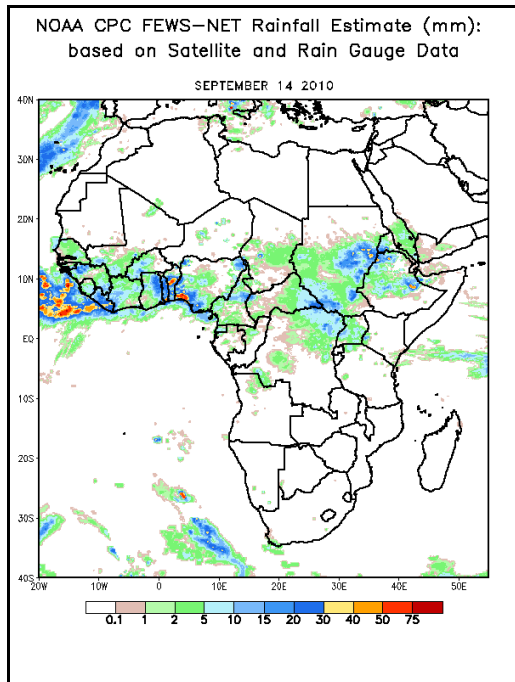 NOAA CPC FEWS-NET Rainfall Estimate (mm):
based on Satellite and Rain Gauge Data
SEPTEMBER 14 2010
40N
30N
20N
10N
EQ
10S
20S
30S
40S
20W 10W 0 10E 20E 30E 40E 50E
0.1 1 2 5 10 15 20 30 40 50 75